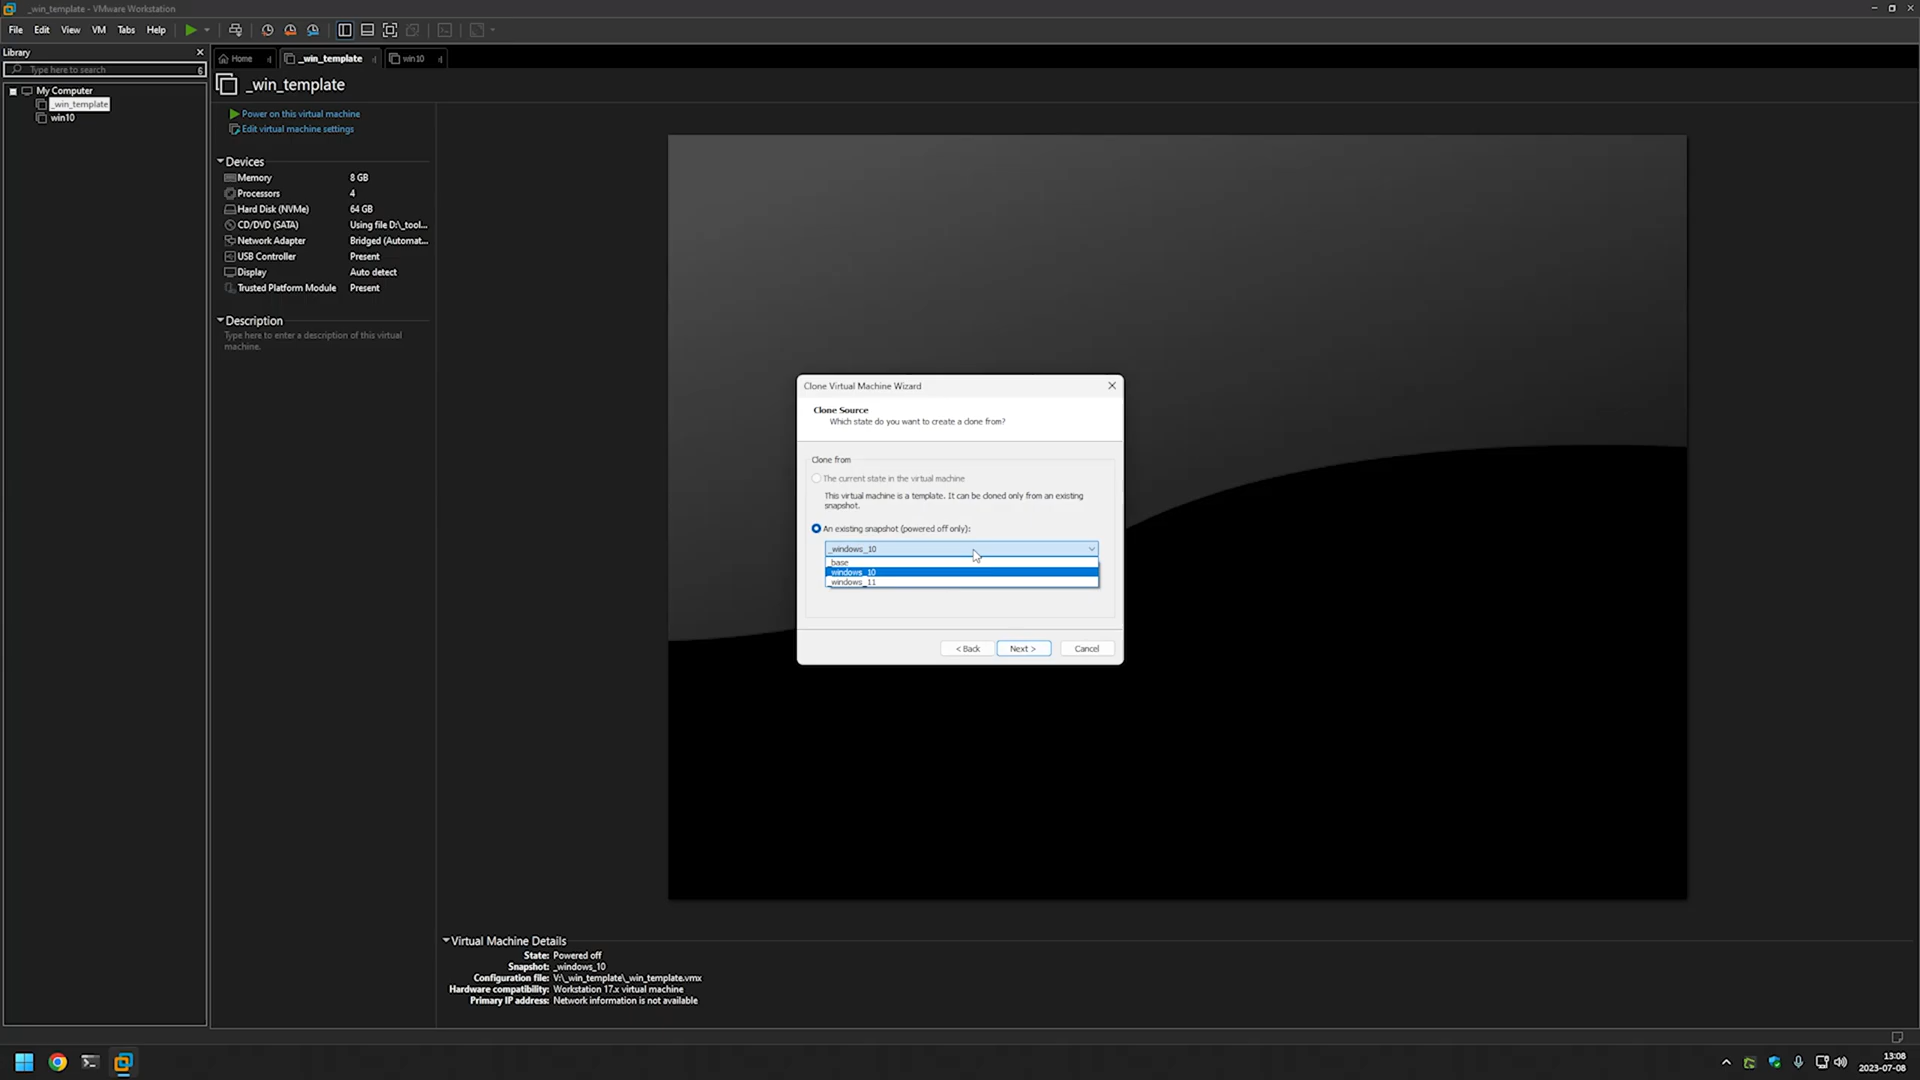 _win_template - VMware Workstation
File Edit View VM Tabs Help
Library
Type here to search
My Computer
_win_template
win10
Home
_win_template
win10
_win_template
Power on this virtual machine
Edit virtual machine settings
Devices
Memory 8 GB
Processors 4
Hard Disk (NVMe) 64 GB
CD/DVD (SATA) Using file D:\_tool...
Network Adapter Bridged (Automat...
USB Controller Present
Display Auto detect
Trusted Platform Module Present
Description
Type here to enter a description of this virtual
machine.
Clone Virtual Machine Wizard
Clone Source
Which state do you want to create a clone from?
Clone from
The current state in the virtual machine
This virtual machine is a template. It can be cloned only from an existing
snapshot.
An existing snapshot (powered off only):
_windows_10
_base
_windows_10
_windows_11
< Back Next > Cancel
Virtual Machine Details
State: Powered off
Snapshot: _windows_10
Configuration file: V:\_win_template\_win_template.vmx
Hardware compatibility: Workstation 17.x virtual machine
Primary IP address: Network information is not available
13:08
2023-07-08